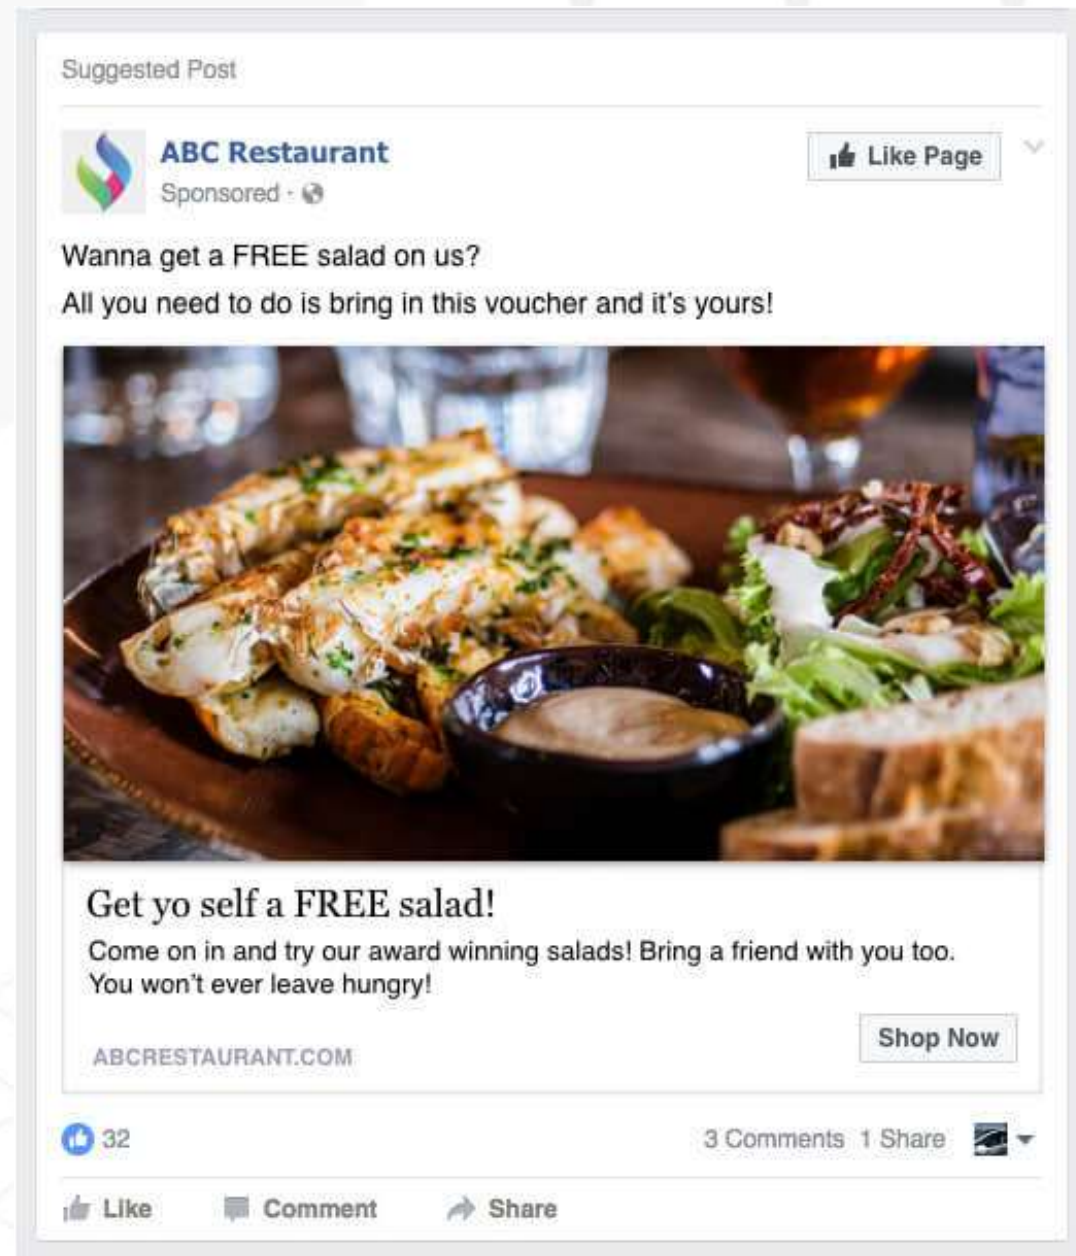 Suggested Post
ABC Restaurant
Like Page
Sponsored ·
Wanna get a FREE salad on us?
All you need to do is bring in this voucher and it's yours!
Get yo self a FREE salad!
Come on in and try our award winning salads! Bring a friend with you too.
You won't ever leave hungry!
ABCRESTAURANT.COM
Shop Now
32
3 Comments 1 Share
Like Comment Share